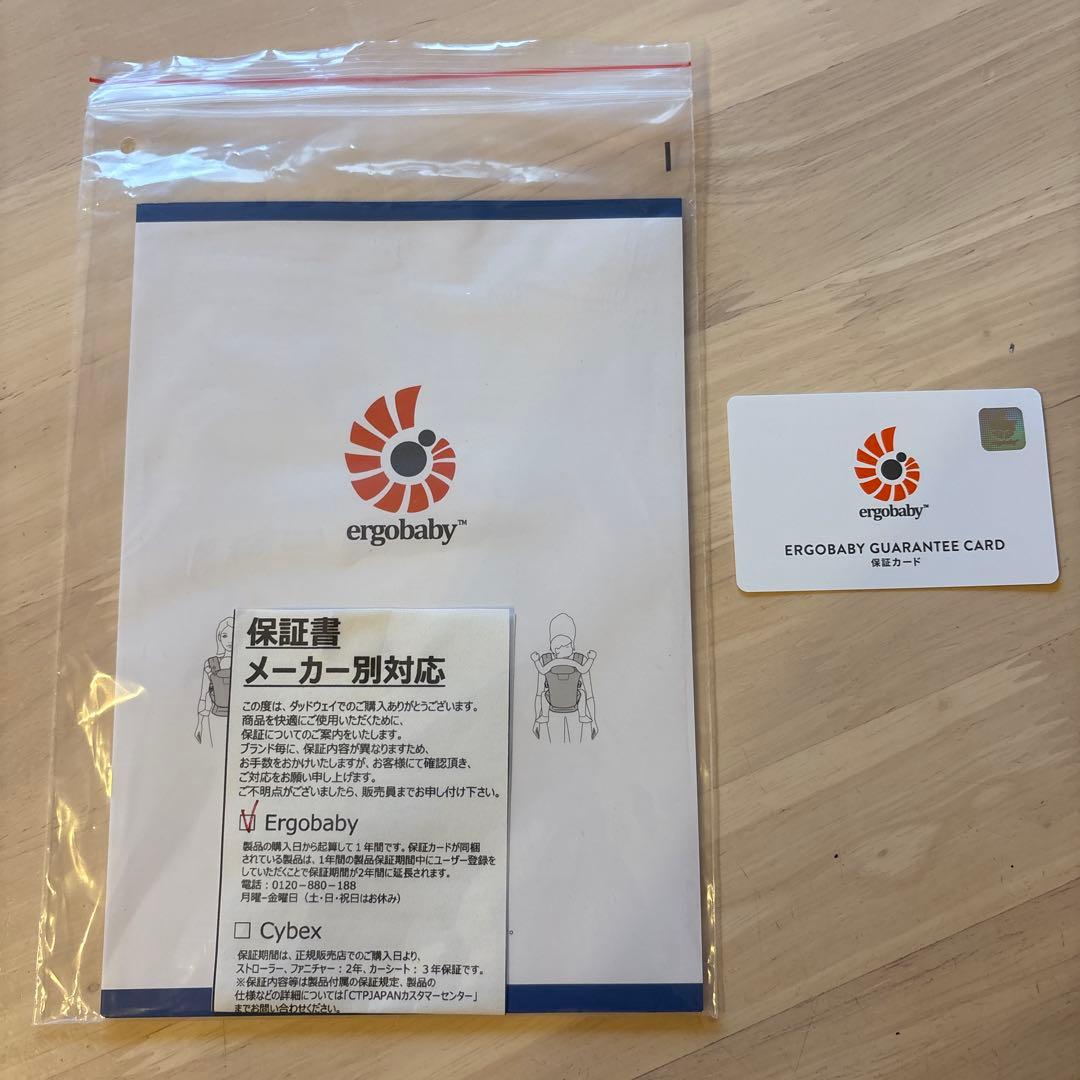 ergobaby™
保証書
メーカー別対応
この度は、ダッドウェイでのご購入ありがとうございます。
商品を快適にご使用いただくために、
保証についてのご案内をいたします。
ブランド毎に、保証内容が異なりますため、
お手数をおかけいたしますが、お客様にて確認頂き、
ご対応をお願い申し上げます。
ご不明点がございましたら、販売員までお申し付け下さい。
Ergobaby
製品の購入日から起算して1年間です。保証カードが同梱
されている製品は、1年間の製品保証期間中にユーザー登録を
していただくことで保証期間が2年間に延長されます。
電話：0120-880-188
月曜-金曜日（土・日・祝日はお休み）
Cybex
保証期間は、正規販売店でのご購入日より、
ストローラー、ファニチャー：2年、カーシート：3年保証です。
※保証内容等は製品付属の保証規定、製品の
仕様などの詳細については「CTPJAPANカスタマーセンター」
までお問い合わせください。
ergobaby™
ERGOBABY GUARANTEE CARD
保証カード